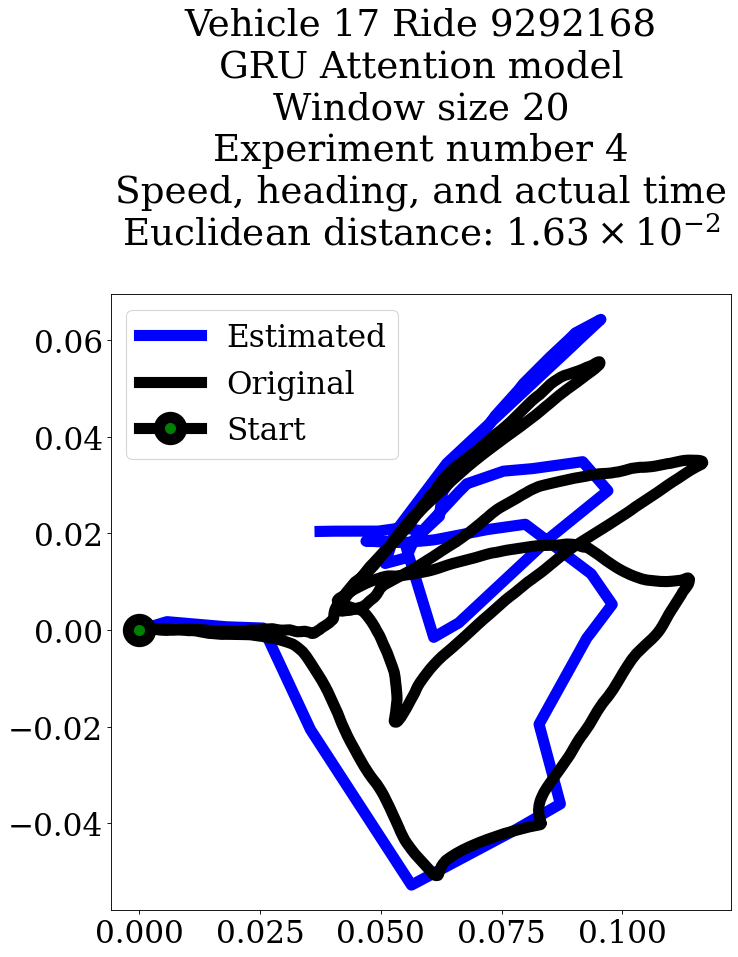 Vehicle 17 Ride 9292168
GRU Attention model
Window size 20
Experiment number 4
Speed, heading, and actual time
Euclidean distance: 1.63 × 10⁻²
Estimated
Original
Start
0.06
0.04
0.02
0.00
−0.02
−0.04
0.000 0.025 0.050 0.075 0.100